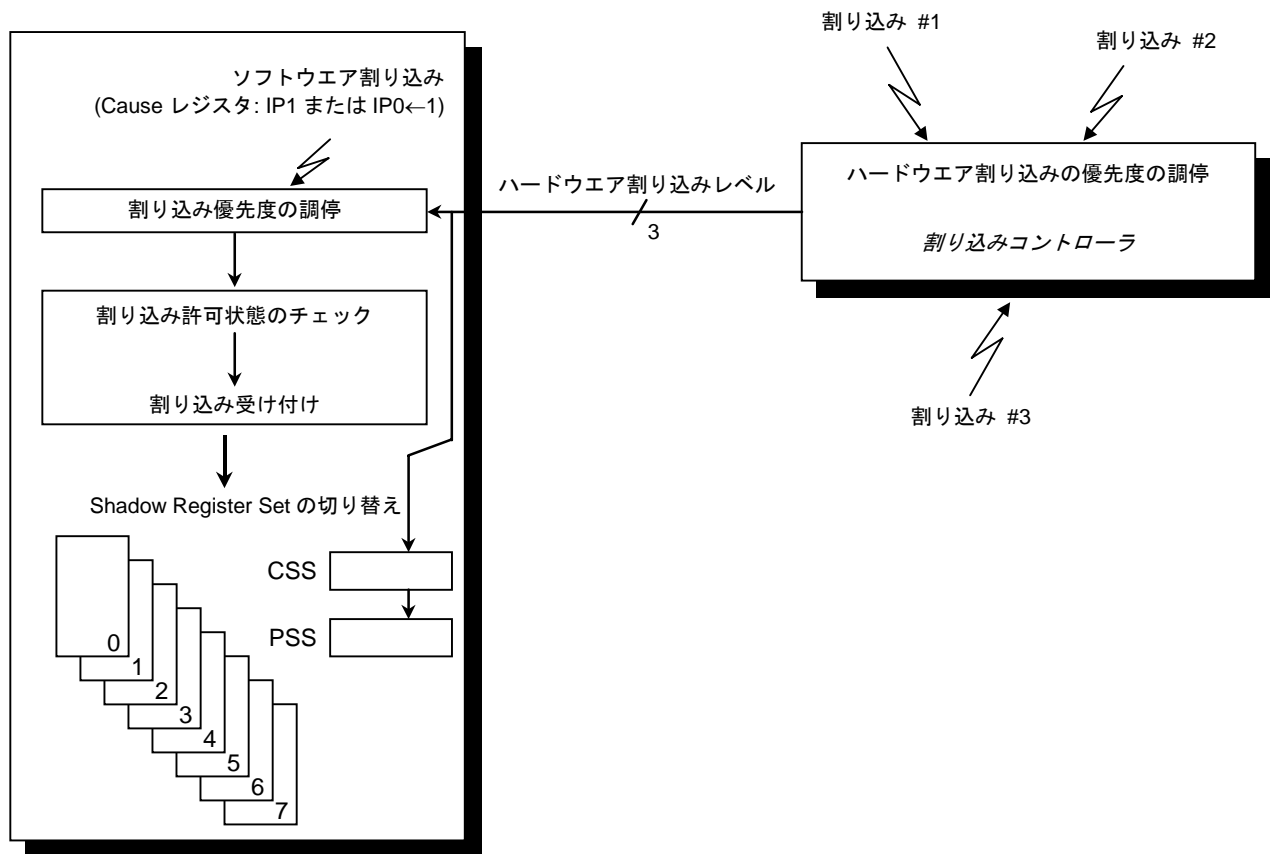 割り込み #1
割り込み #2
ソフトウエア割り込み
(Cause レジスタ: IP1 または IP0←1)
ハードウエア割り込みレベル
3
ハードウエア割り込みの優先度の調停
割り込みコントローラ
割り込み優先度の調停
割り込み許可状態のチェック
割り込み受け付け
割り込み #3
Shadow Register Set の切り替え
CSS
PSS
0
1
2
3
4
5
6
7